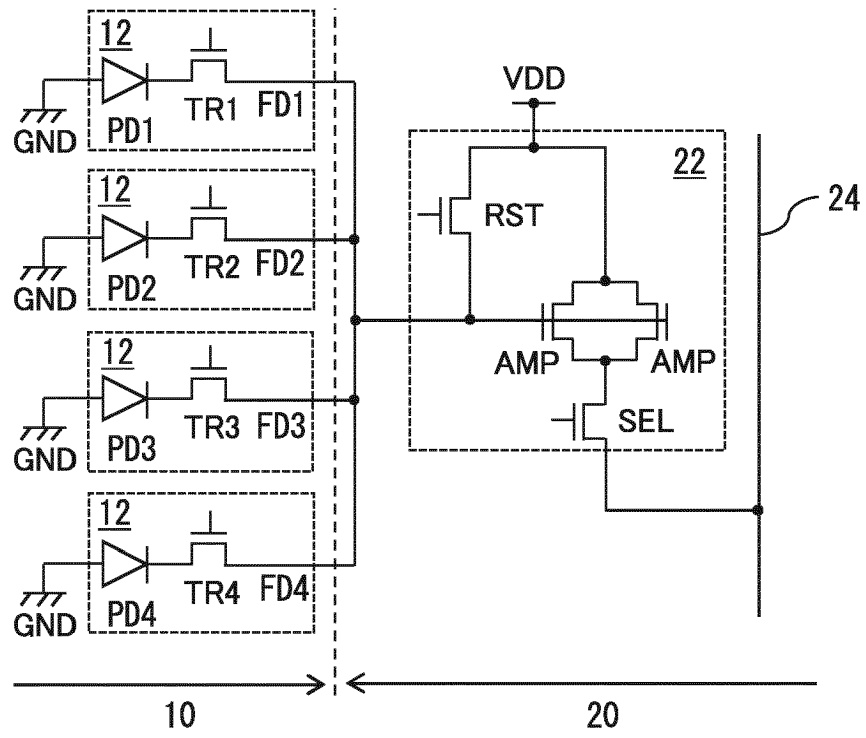 12
TR1
FD1
PD1
GND
12
TR2
FD2
PD2
GND
12
TR3
FD3
PD3
GND
12
TR4
FD4
PD4
GND
VDD
22
RST
24
AMP
AMP
SEL
10
20